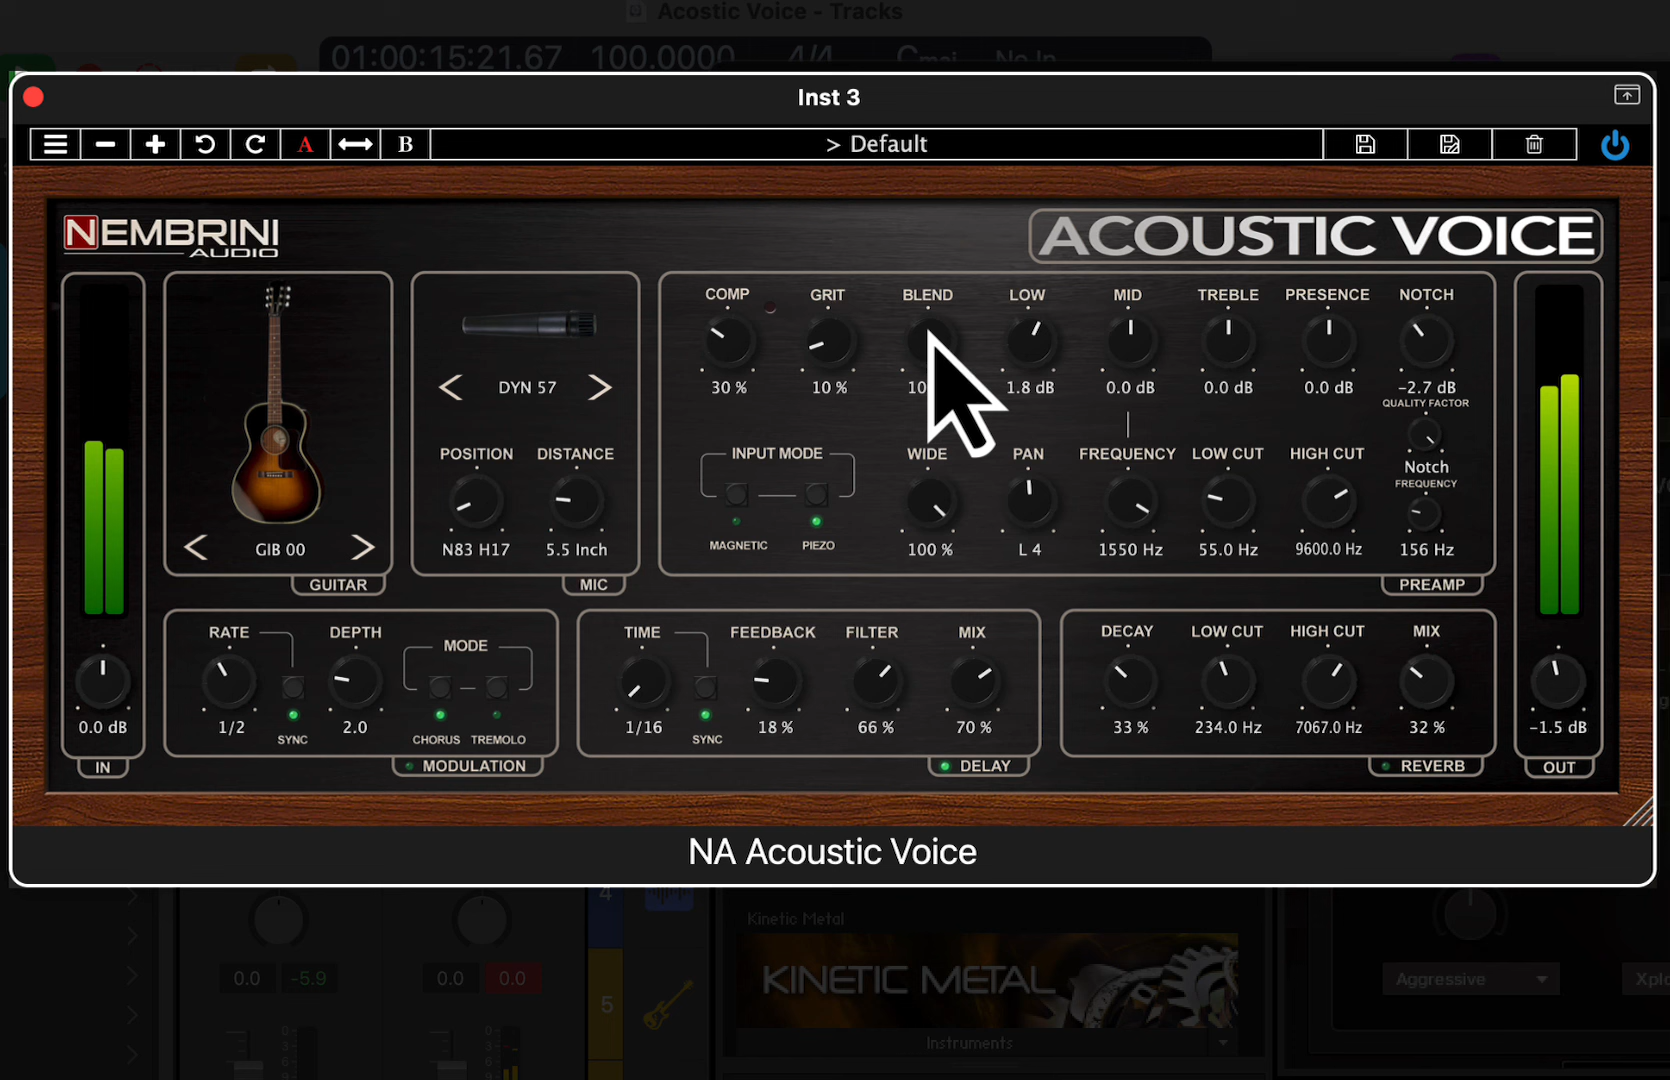 Acostic Voice - Tracks
01:00:15:21.67 100.0000 4/4 Cmaj No In
Inst 3
A B > Default
NEMBRINI
AUDIO
ACOUSTIC VOICE
COMP GRIT BLEND LOW MID TREBLE PRESENCE NOTCH
30 % 10 % 1.8 dB 0.0 dB 0.0 dB 0.0 dB -2.7 dB
QUALITY FACTOR
DYN 57
POSITION DISTANCE
INPUT MODE
WIDE PAN FREQUENCY LOW CUT HIGH CUT
Notch
FREQUENCY
MAGNETIC PIEZO
GIB 00
N83 H17 5.5 Inch
100 % L 4 1550 Hz 55.0 Hz 9600.0 Hz 156 Hz
GUITAR MIC PREAMP
RATE DEPTH MODE
TIME FEEDBACK FILTER MIX
DECAY LOW CUT HIGH CUT MIX
0.0 dB
1/2 SYNC 2.0 CHORUS TREMOLO
1/16 SYNC 18 % 66 % 70 %
33 % 234.0 Hz 7067.0 Hz 32 %
-1.5 dB
IN MODULATION DELAY REVERB OUT
NA Acoustic Voice
4
Kinetic Metal
0.0 -5.9 0.0 0.0
5
KINETIC METAL
Aggressive
Instruments